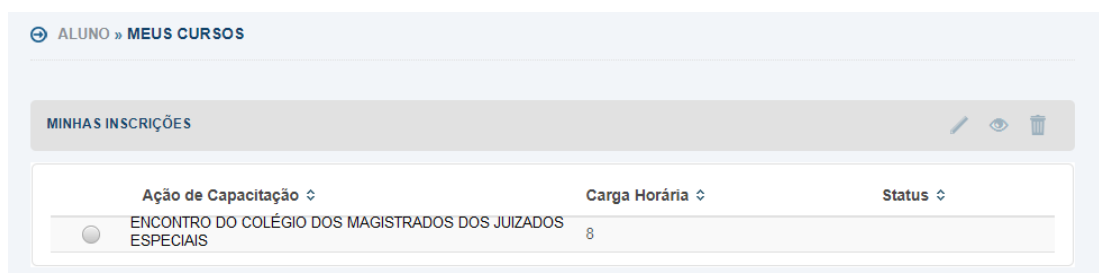 ALUNO » MEUS CURSOS
MINHAS INSCRIÇÕES
Ação de Capacitação Carga Horária Status
ENCONTRO DO COLÉGIO DOS MAGISTRADOS DOS JUIZADOS
ESPECIAIS 8